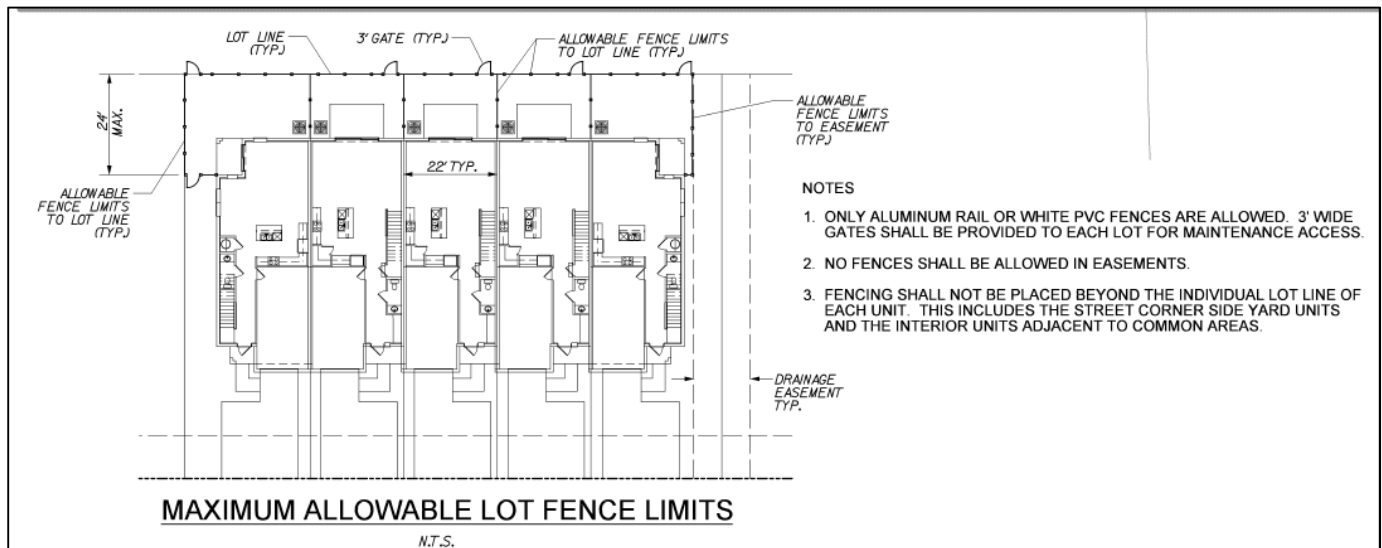 LOT LINE
(TYP.)
3' GATE (TYP.)
ALLOWABLE FENCE LIMITS
TO LOT LINE (TYP.)
24'
MAX.
ALLOWABLE
FENCE LIMITS
TO EASEMENT
(TYP.)
22' TYP.
ALLOWABLE
FENCE LIMITS
TO LOT LINE
(TYP.)
NOTES
1. ONLY ALUMINUM RAIL OR WHITE PVC FENCES ARE ALLOWED. 3' WIDE
GATES SHALL BE PROVIDED TO EACH LOT FOR MAINTENANCE ACCESS.
2. NO FENCES SHALL BE ALLOWED IN EASEMENTS.
3. FENCING SHALL NOT BE PLACED BEYOND THE INDIVIDUAL LOT LINE OF
EACH UNIT. THIS INCLUDES THE STREET CORNER SIDE YARD UNITS
AND THE INTERIOR UNITS ADJACENT TO COMMON AREAS.
DRAINAGE
EASEMENT
TYP.
MAXIMUM ALLOWABLE LOT FENCE LIMITS
N.T.S.